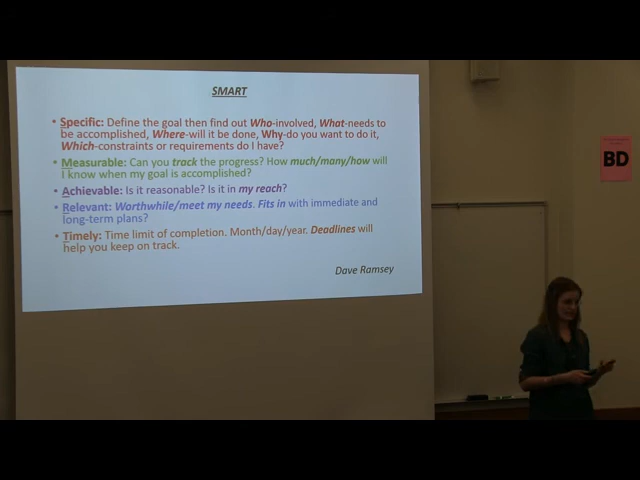 SMART
• Specific: Define the goal then find out Who-involved, What-needs to
be accomplished, Where-will it be done, Why-do you want to do it,
Which-constraints or requirements do I have?
• Measurable: Can you track the progress? How much/many/how will
I know when my goal is accomplished?
• Achievable: Is it reasonable? Is it in my reach?
• Relevant: Worthwhile/meet my needs. Fits in with immediate and
long-term plans?
• Timely: Time limit of completion. Month/day/year. Deadlines will
help you keep on track.
Dave Ramsey
BD